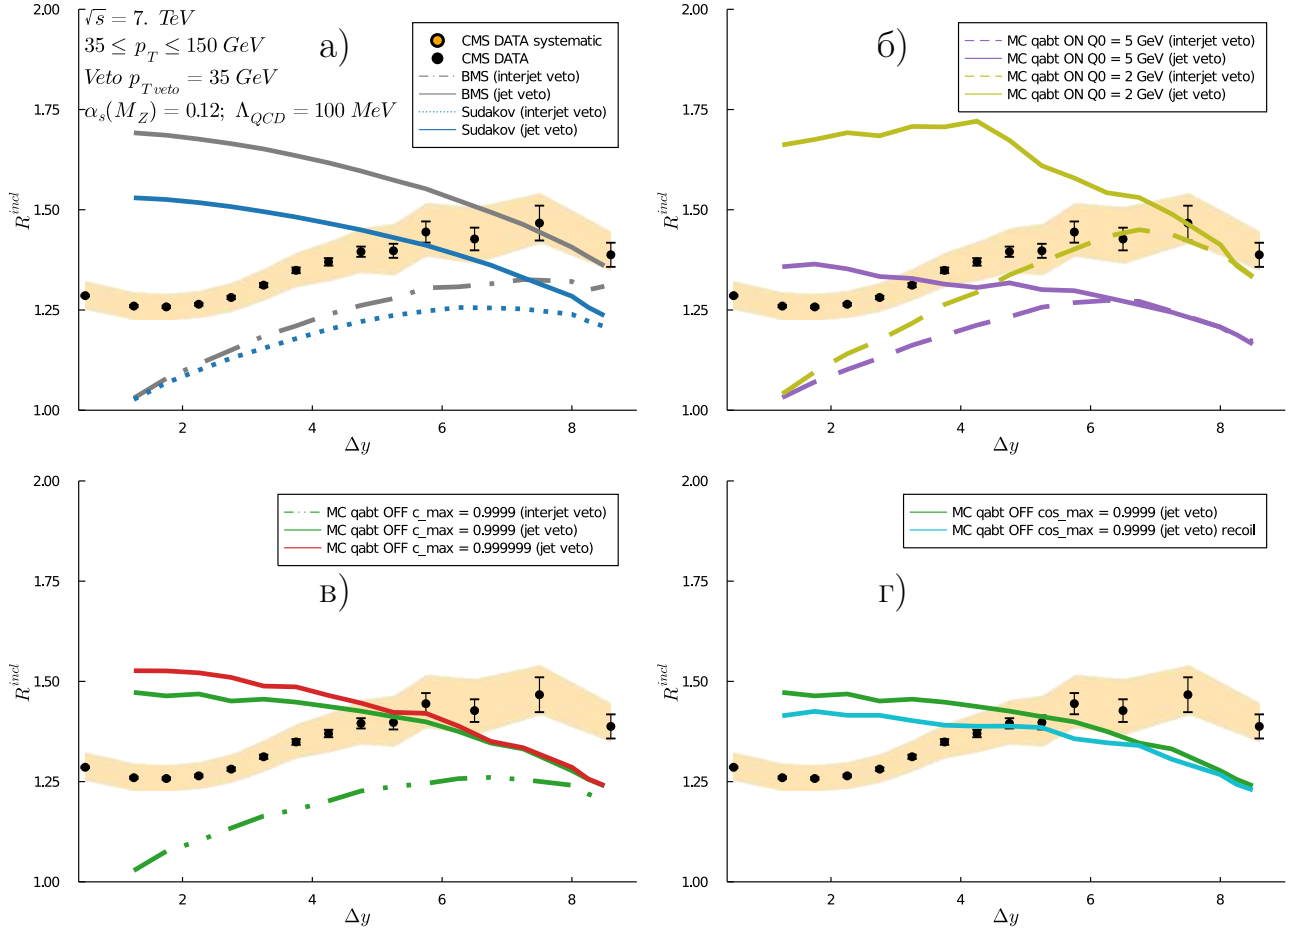 √s = 7. TeV
35 ≤ p_T ≤ 150 GeV
Veto p_{T veto} = 35 GeV
α_s(M_Z) = 0.12; Λ_{QCD} = 100 MeV
а)
CMS DATA systematic
CMS DATA
BMS (interjet veto)
BMS (jet veto)
Sudakov (interjet veto)
Sudakov (jet veto)
2.00
1.75
1.50
1.25
1.00
R^{incl}
2 4 6 8
Δy
б)
MC qabt ON Q0 = 5 GeV (interjet veto)
MC qabt ON Q0 = 5 GeV (jet veto)
MC qabt ON Q0 = 2 GeV (interjet veto)
MC qabt ON Q0 = 2 GeV (jet veto)
2.00
1.75
1.50
1.25
1.00
R^{incl}
2 4 6 8
Δy
MC qabt OFF c_max = 0.9999 (interjet veto)
MC qabt OFF c_max = 0.9999 (jet veto)
MC qabt OFF c_max = 0.999999 (jet veto)
в)
2.00
1.75
1.50
1.25
1.00
R^{incl}
2 4 6 8
Δy
MC qabt OFF cos_max = 0.9999 (jet veto)
MC qabt OFF cos_max = 0.9999 (jet veto) recoil
г)
2.00
1.75
1.50
1.25
1.00
R^{incl}
2 4 6 8
Δy